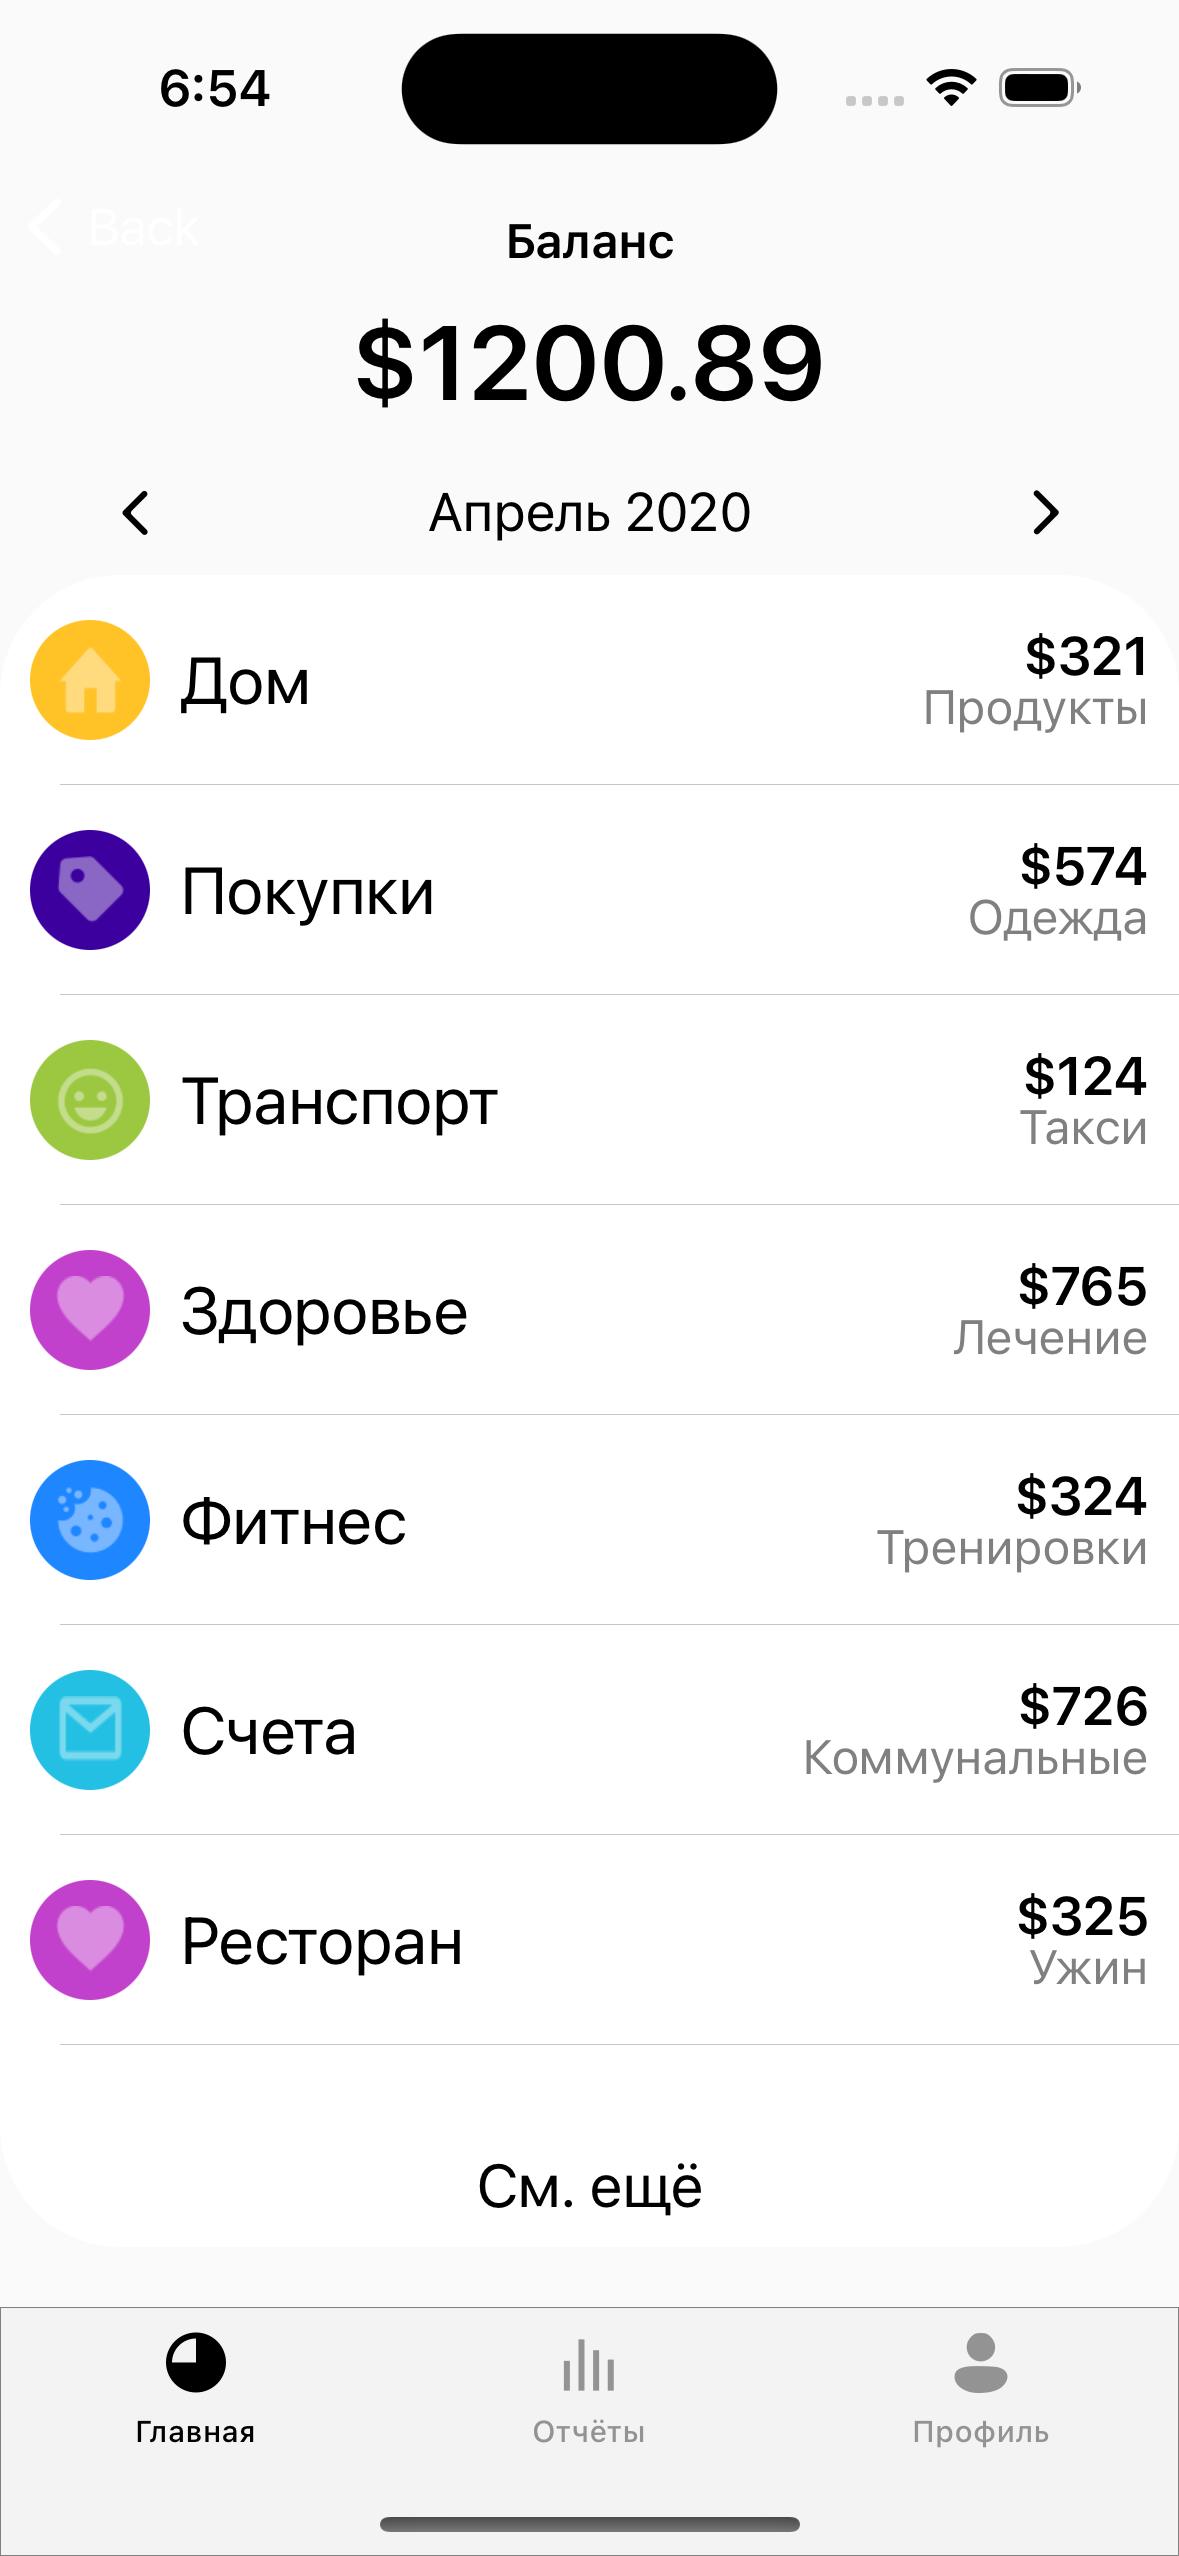 6:54
Back
Баланс
$1200.89
Апрель 2020
Дом
$321
Продукты
Покупки
$574
Одежда
Транспорт
$124
Такси
Здоровье
$765
Лечение
Фитнес
$324
Тренировки
Счета
$726
Коммунальные
Ресторан
$325
Ужин
См. ещё
Главная
Отчёты
Профиль